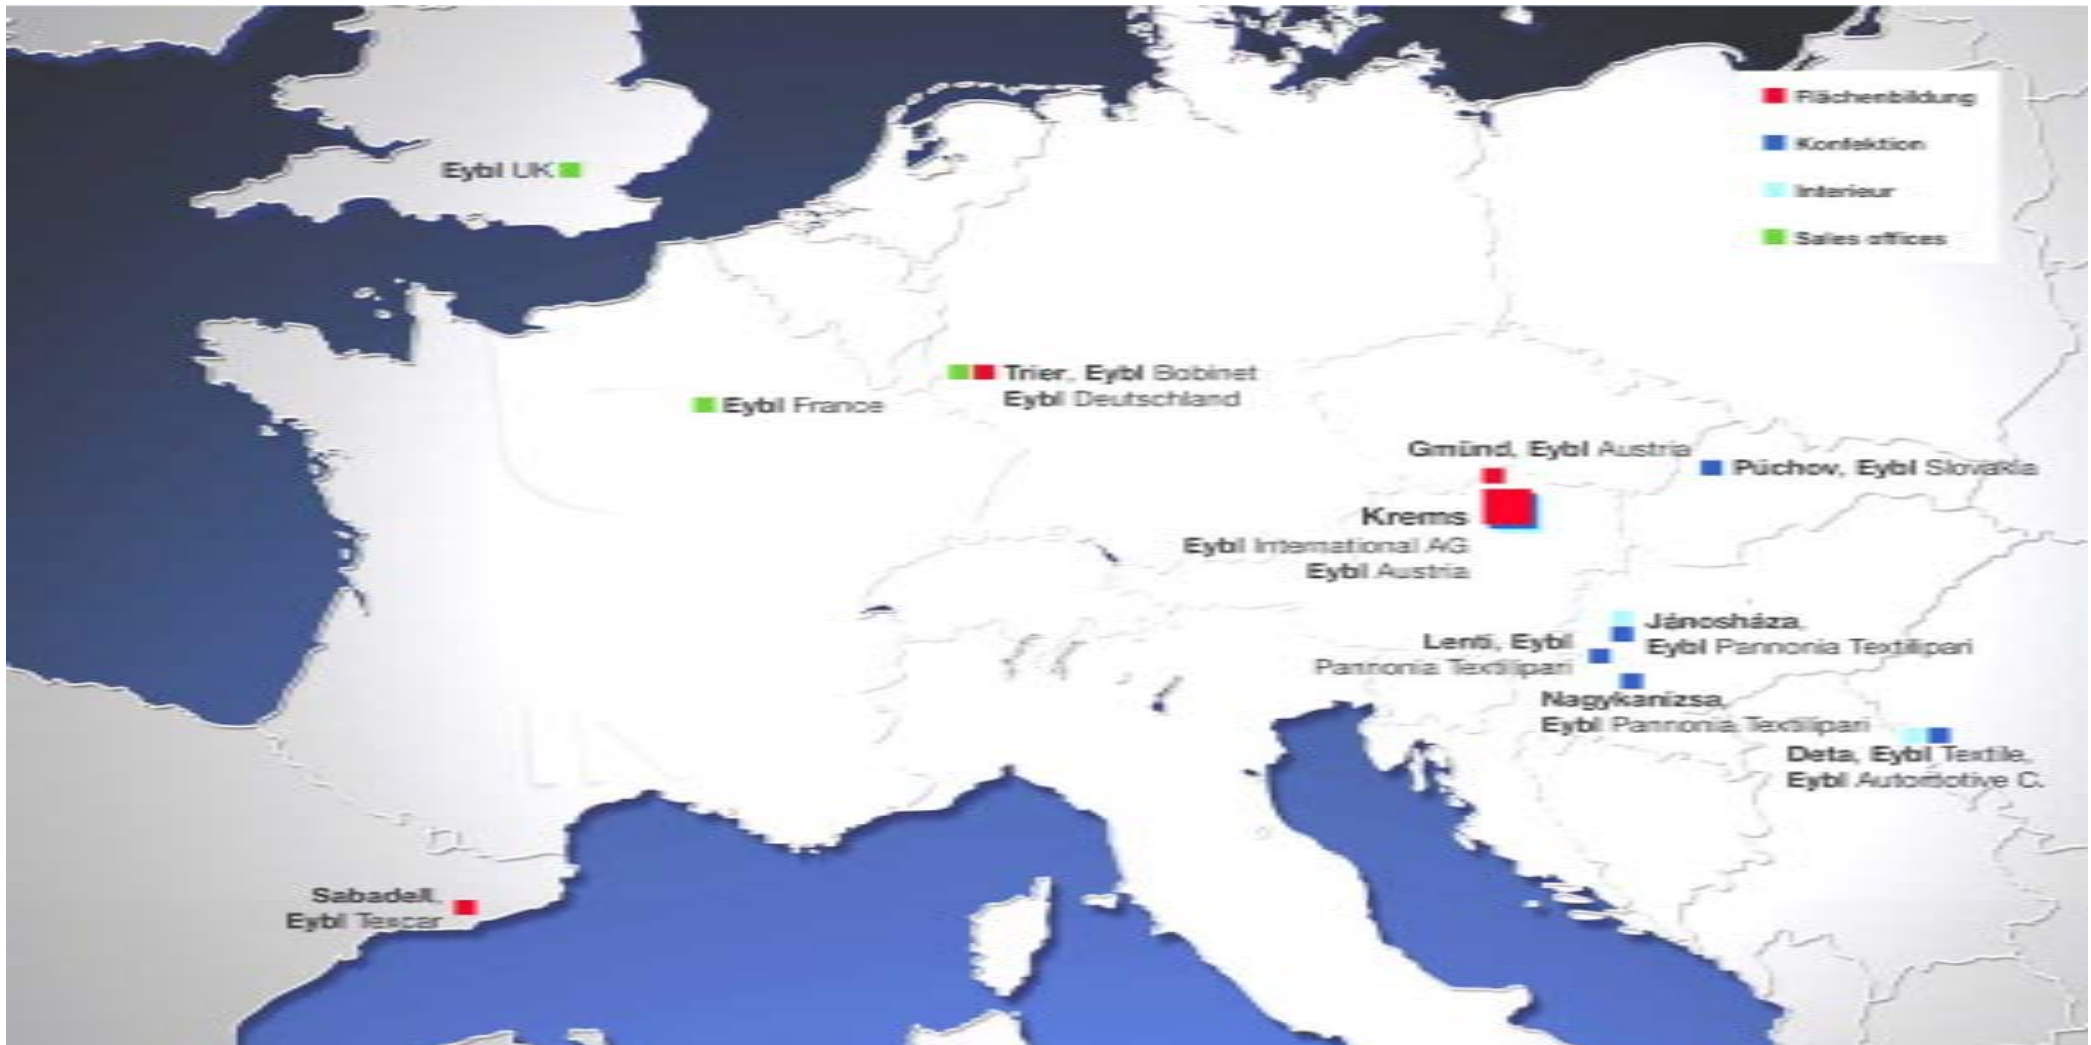 Flächenbildung
Konfektion
Interieur
Sales offices
Eybl UK
Trier, Eybl Bobinet
Eybl Deutschland
Eybl France
Gmünd, Eybl Austria
Púchov, Eybl Slovakia
Krems
Eybl International AG
Eybl Austria
Jánosháza,
Eybl Pannonia Textilipari
Lenti, Eybl
Pannonia Textilipari
Nagykanizsa,
Eybl Pannonia Textilipari
Deta, Eybl Textile,
Eybl Automotive C.
Sabadell,
Eybl Texcar